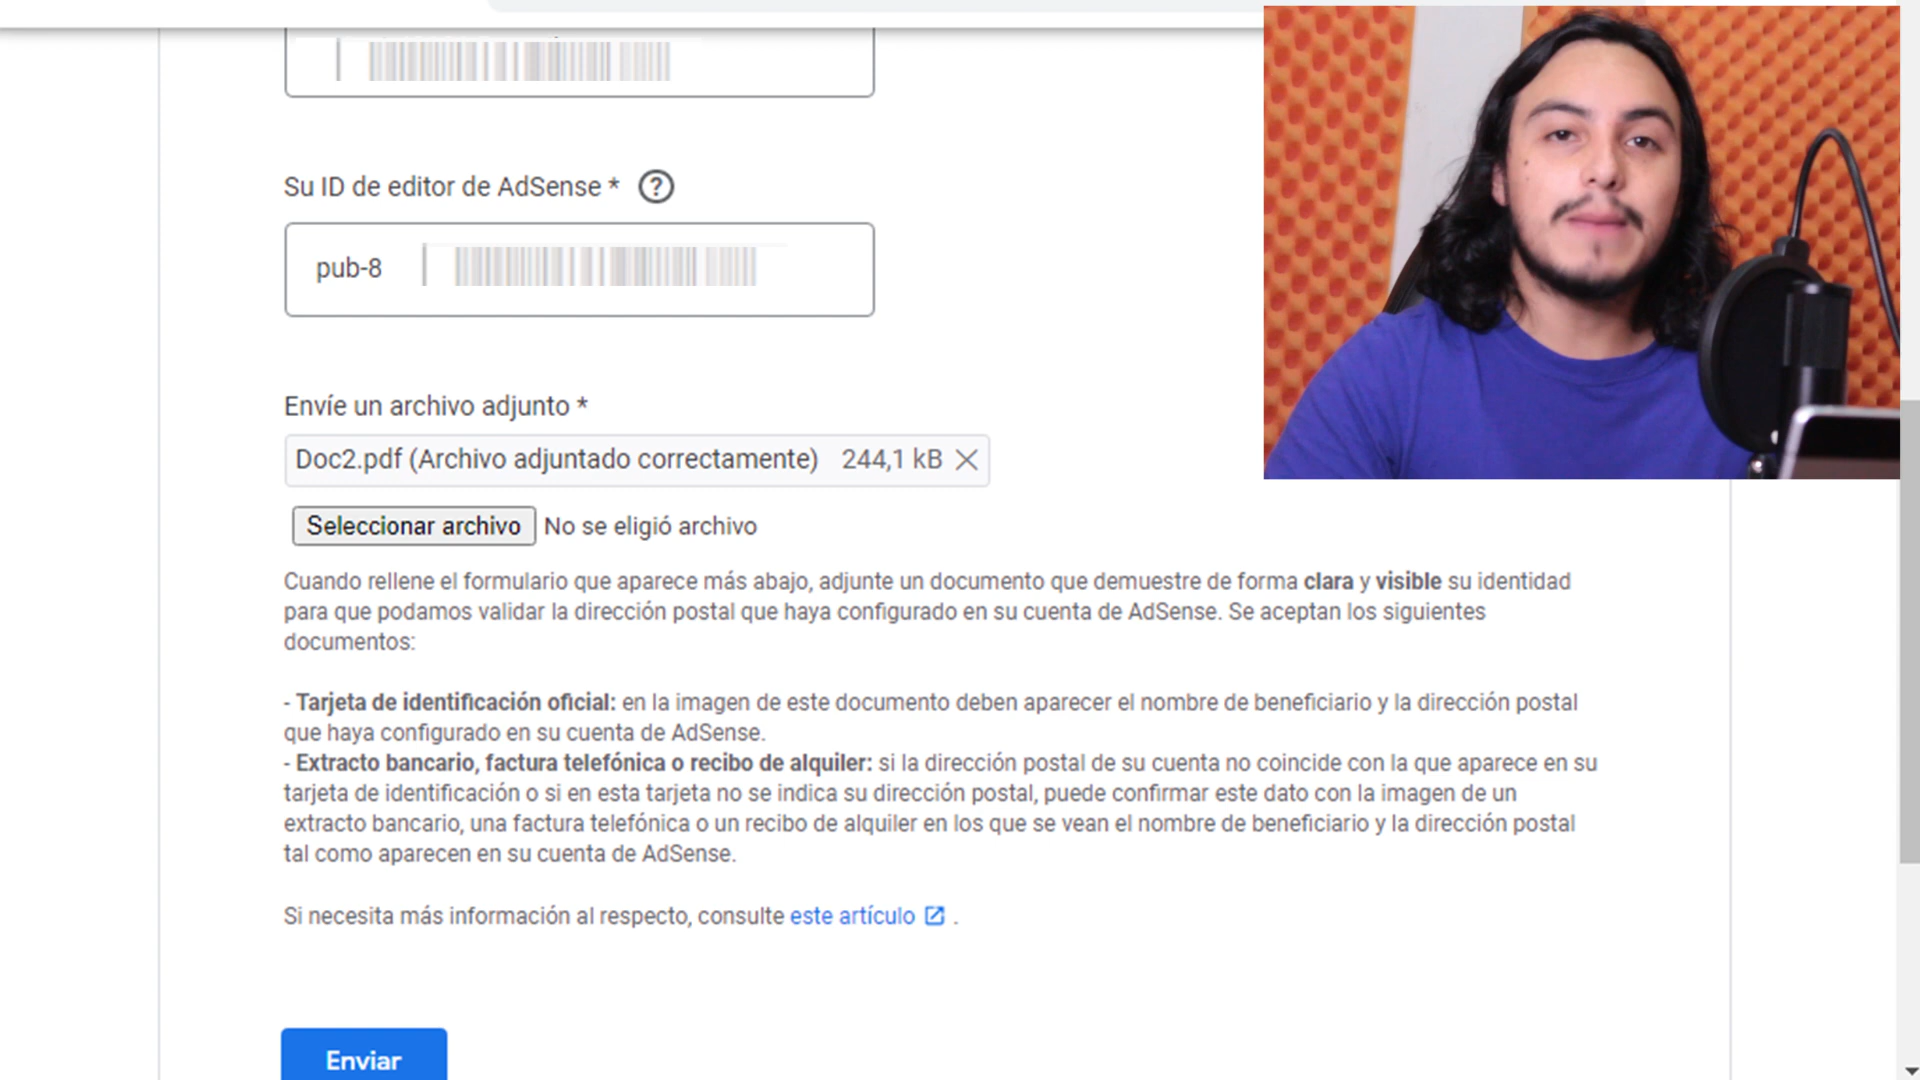 Su ID de editor de AdSense * ?
pub-8
Envíe un archivo adjunto *
Doc2.pdf (Archivo adjuntado correctamente) 244,1 kB
Seleccionar archivo No se eligió archivo
Cuando rellene el formulario que aparece más abajo, adjunte un documento que demuestre de forma clara y visible su identidad
para que podamos validar la dirección postal que haya configurado en su cuenta de AdSense. Se aceptan los siguientes
documentos:
- Tarjeta de identificación oficial: en la imagen de este documento deben aparecer el nombre de beneficiario y la dirección postal
que haya configurado en su cuenta de AdSense.
- Extracto bancario, factura telefónica o recibo de alquiler: si la dirección postal de su cuenta no coincide con la que aparece en su
tarjeta de identificación o si en esta tarjeta no se indica su dirección postal, puede confirmar este dato con la imagen de un
extracto bancario, una factura telefónica o un recibo de alquiler en los que se vean el nombre de beneficiario y la dirección postal
tal como aparecen en su cuenta de AdSense.
Si necesita más información al respecto, consulte este artículo .
Enviar